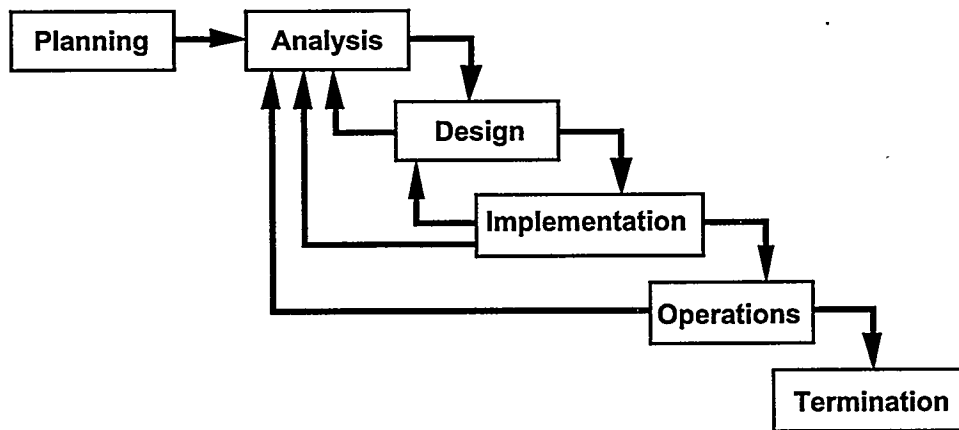 Planning
Analysis
Design
Implementation
Operations
Termination